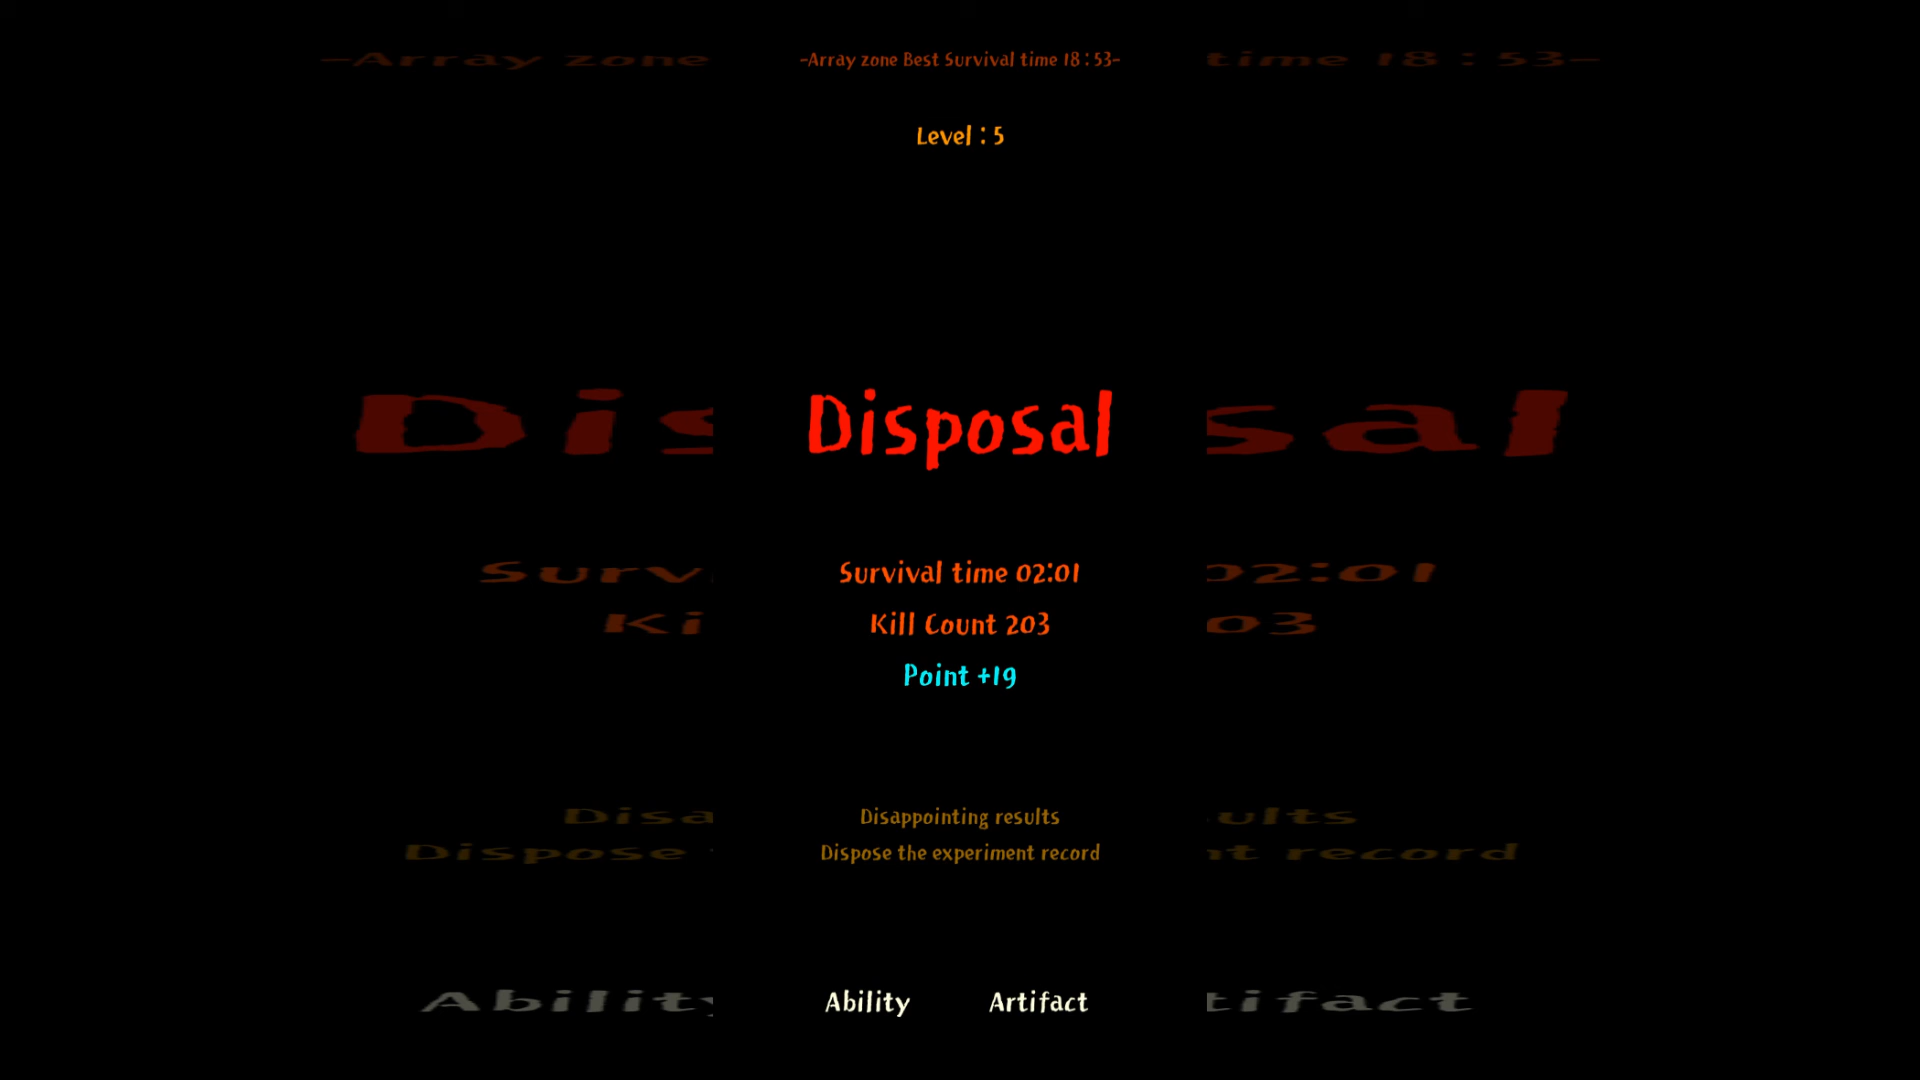 -Array zone Best Survival time 18 : 53-
Level : 5
Disposal
Survival time 02:01
Kill Count 203
Point +19
Disappointing results
Dispose the experiment record
Ability Artifact